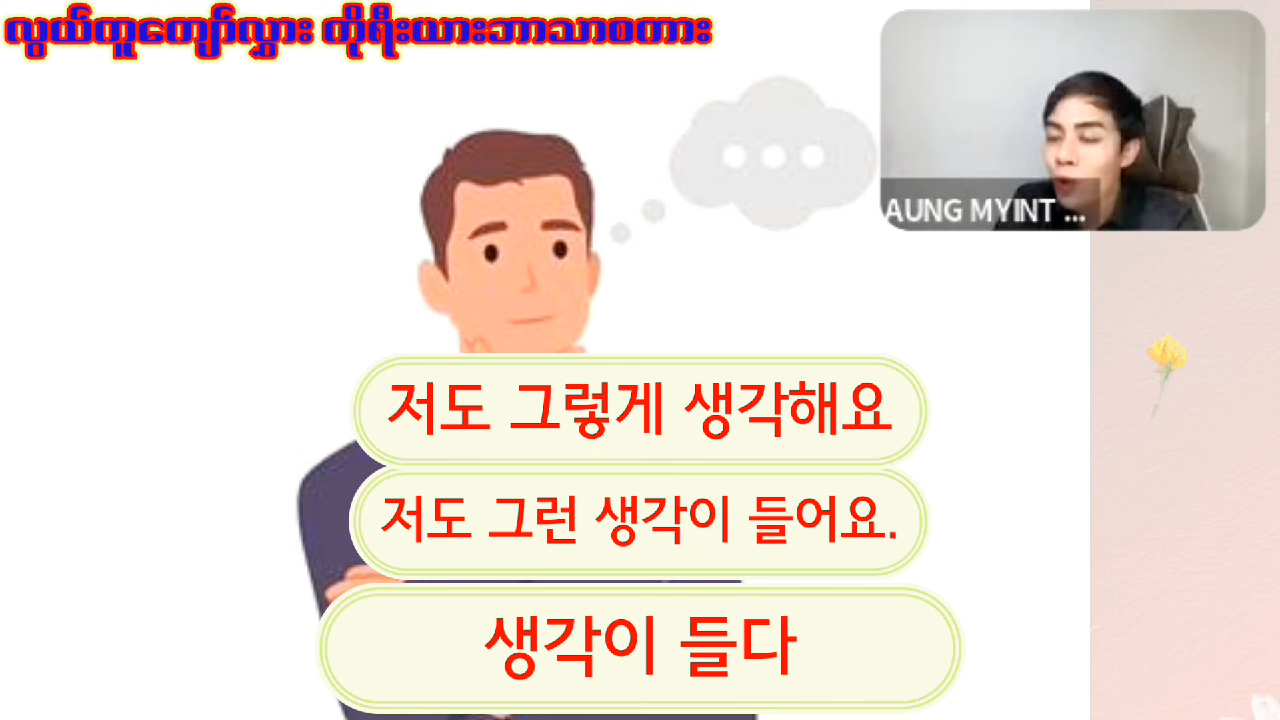 လွယ်ကူတျော်လွှား ကိုရီးယားဘာသာစကား
AUNG MYINT ...
저도 그렇게 생각해요
저도 그런 생각이 들어요.
생각이 들다